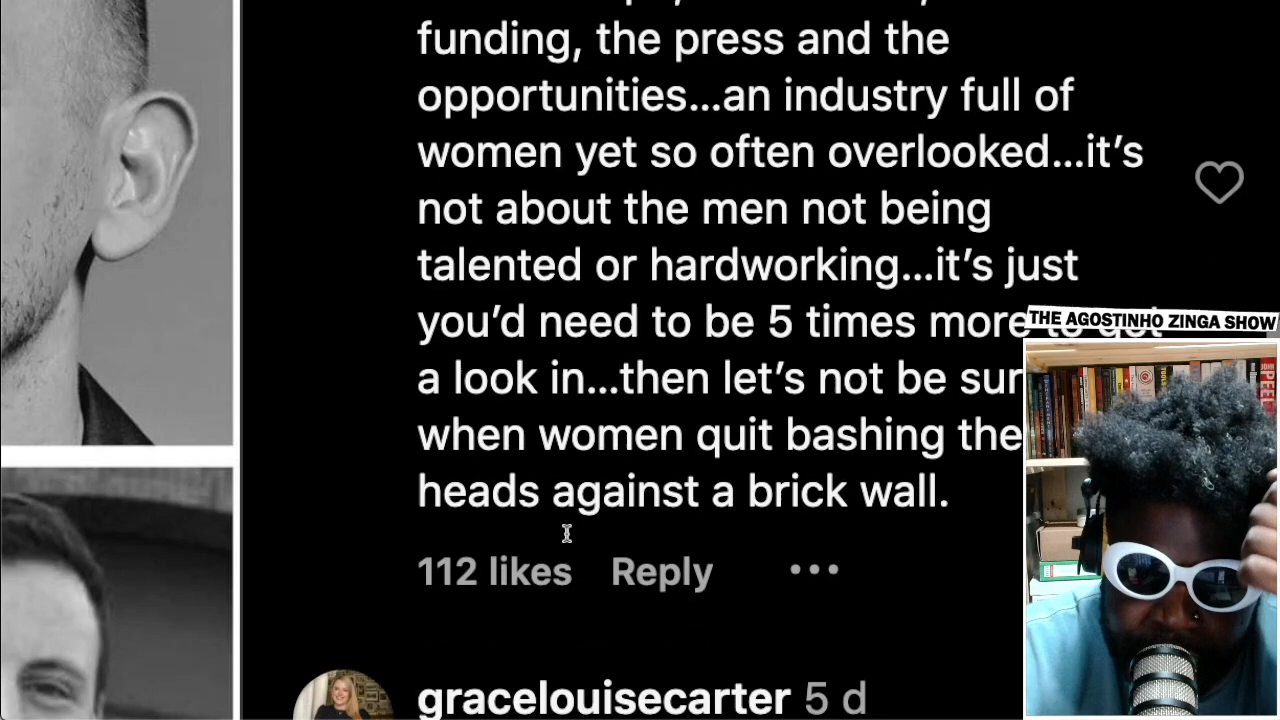 funding, the press and the
opportunities...an industry full of
women yet so often overlooked...it’s
not about the men not being
talented or hardworking...it’s just
you’d need to be 5 times more to get
a look in...then let’s not be sur
when women quit bashing the
heads against a brick wall.
112 likes Reply •••
gracelouisecarter 5 d
THE AGOSTINHO ZINGA SHOW